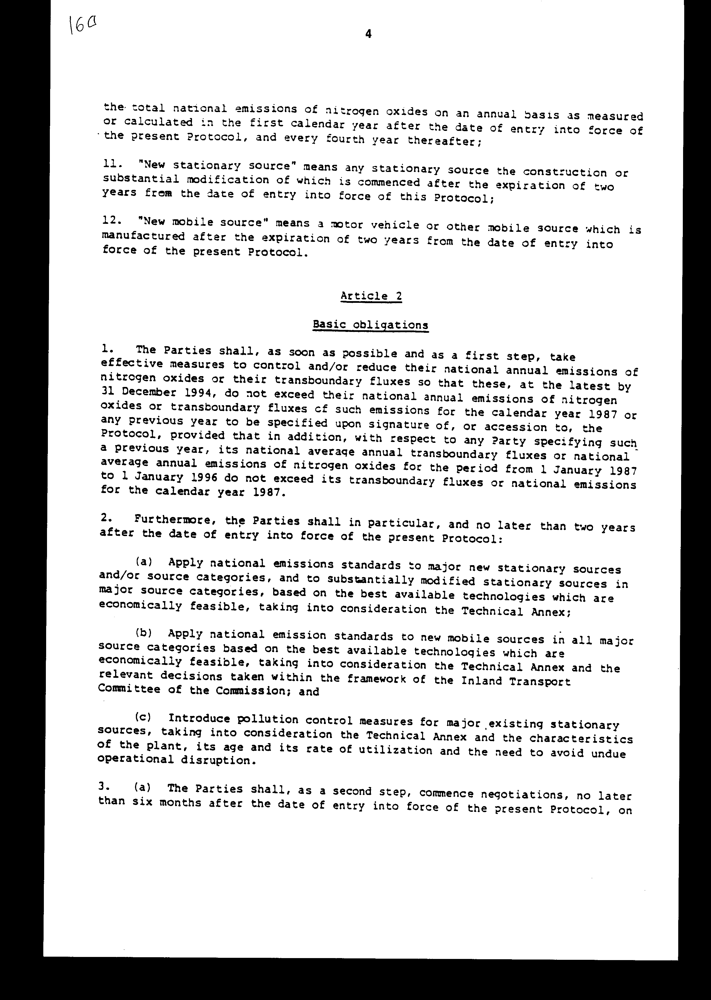 16a
4
the total national emissions of nitrogen oxides on an annual basis as measured
or calculated in the first calendar year after the date of entry into force of
the present Protocol, and every fourth year thereafter;
11. "New stationary source" means any stationary source the construction or
substantial modification of which is commenced after the expiration of two
years from the date of entry into force of this Protocol;
12. "New mobile source" means a motor vehicle or other mobile source which is
manufactured after the expiration of two years from the date of entry into
force of the present Protocol.
Article 2
Basic obligations
1. The Parties shall, as soon as possible and as a first step, take
effective measures to control and/or reduce their national annual emissions of
nitrogen oxides or their transboundary fluxes so that these, at the latest by
31 December 1994, do not exceed their national annual emissions of nitrogen
oxides or transboundary fluxes of such emissions for the calendar year 1987 or
any previous year to be specified upon signature of, or accession to, the
Protocol, provided that in addition, with respect to any Party specifying such
a previous year, its national average annual transboundary fluxes or national
average annual emissions of nitrogen oxides for the period from 1 January 1987
to 1 January 1996 do not exceed its transboundary fluxes or national emissions
for the calendar year 1987.
2. Furthermore, the Parties shall in particular, and no later than two years
after the date of entry into force of the present Protocol:
(a) Apply national emissions standards to major new stationary sources
and/or source categories, and to substantially modified stationary sources in
major source categories, based on the best available technologies which are
economically feasible, taking into consideration the Technical Annex;
(b) Apply national emission standards to new mobile sources in all major
source categories based on the best available technologies which are
economically feasible, taking into consideration the Technical Annex and the
relevant decisions taken within the framework of the Inland Transport
Committee of the Commission; and
(c) Introduce pollution control measures for major existing stationary
sources, taking into consideration the Technical Annex and the characteristics
of the plant, its age and its rate of utilization and the need to avoid undue
operational disruption.
3. (a) The Parties shall, as a second step, commence negotiations, no later
than six months after the date of entry into force of the present Protocol, on